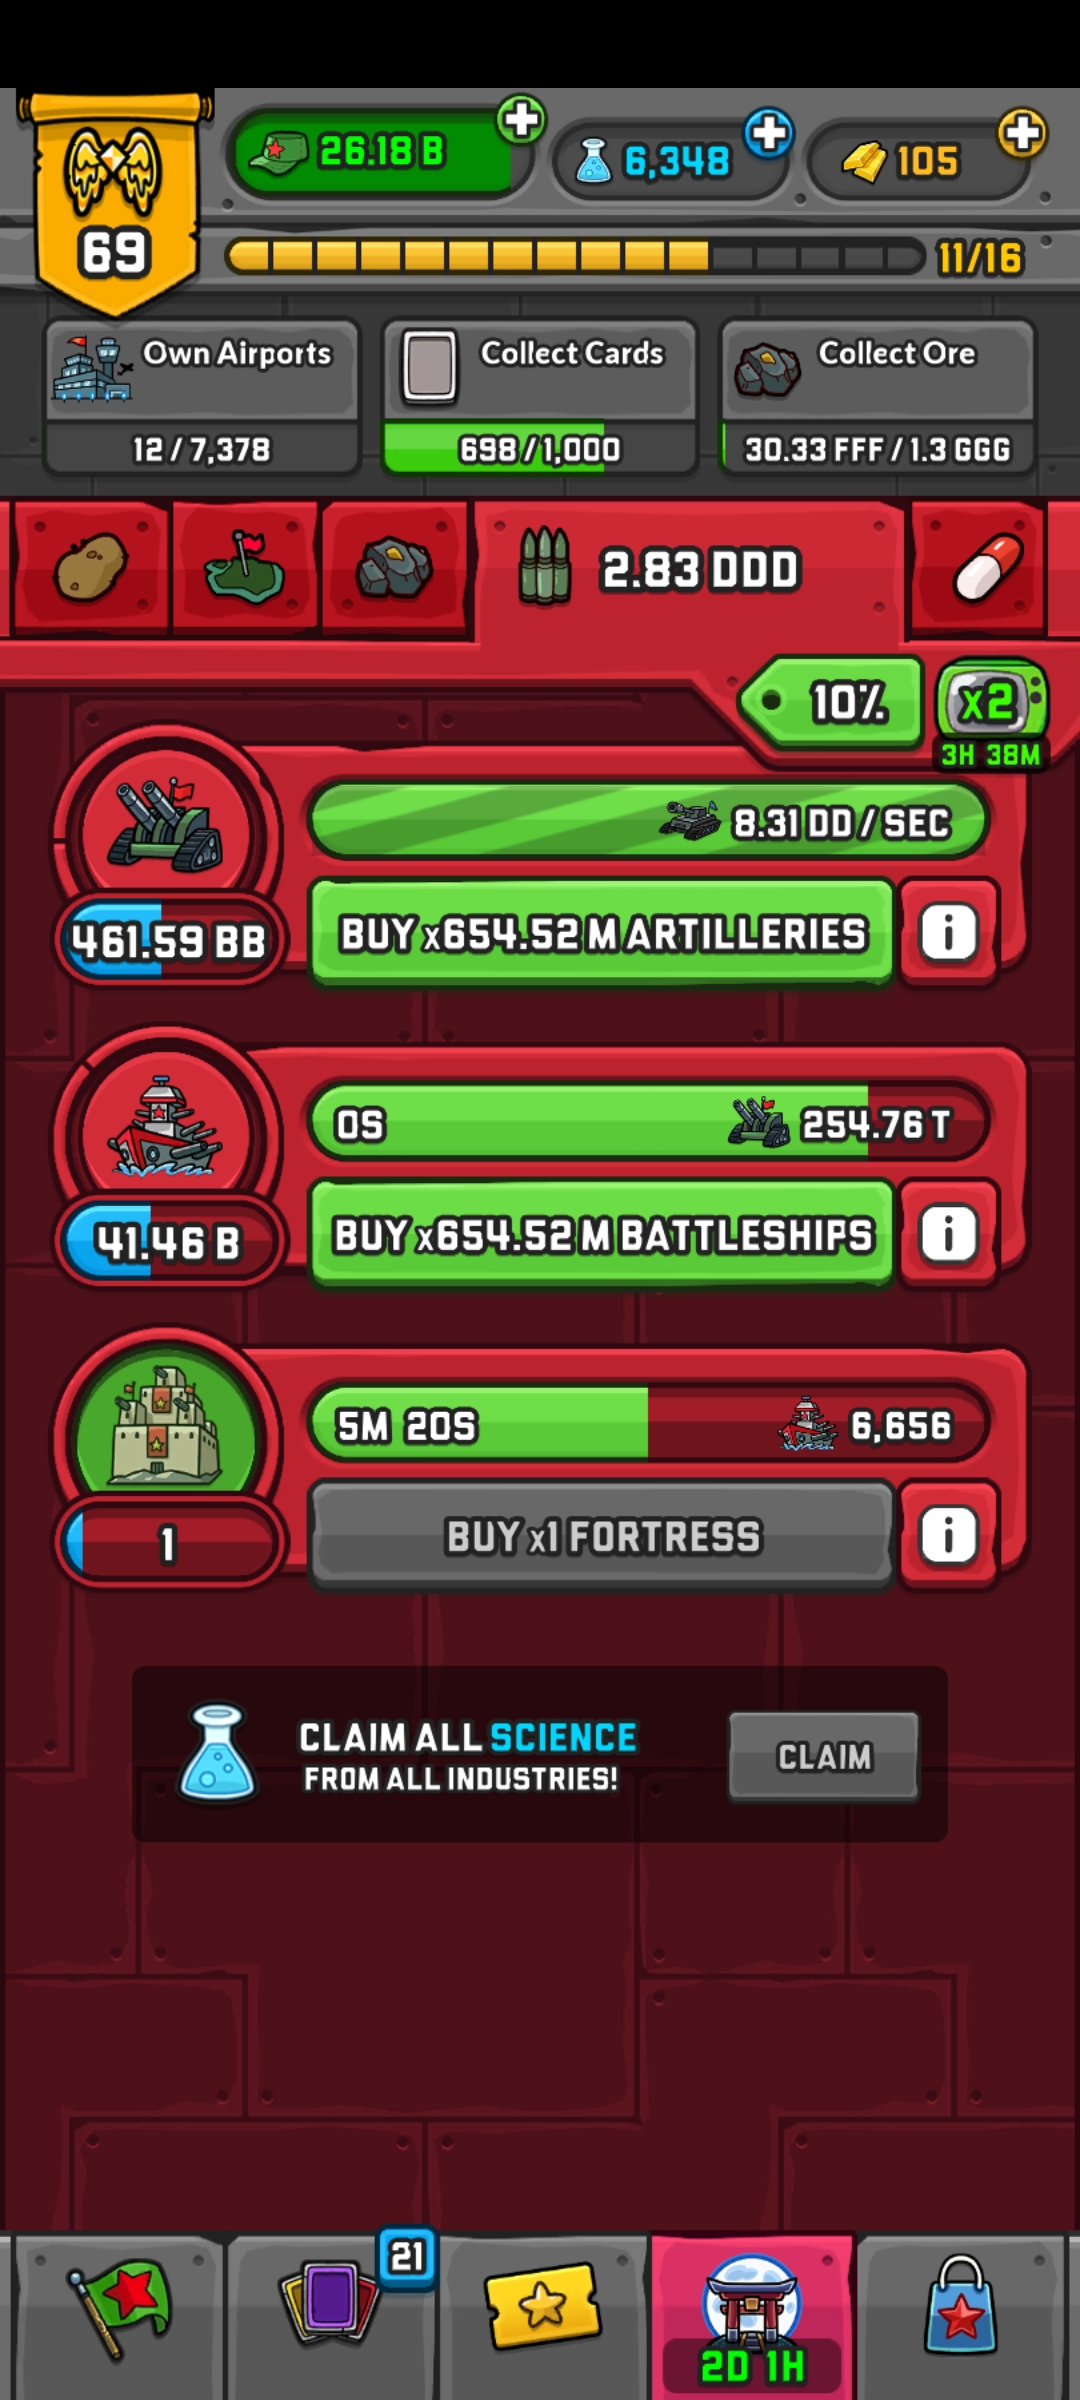 69
26.18 B
6,348
105
11/16
Own Airports
12 / 7,378
Collect Cards
698 / 1,000
Collect Ore
30.33 FFF / 1.3 GGG
2.83 DDD
10%
x2
3H 38M
8.31 DD / SEC
461.59 BB
BUY x654.52 M ARTILLERIES
i
0S
254.76 T
41.46 B
BUY x654.52 M BATTLESHIPS
i
5M 20S
6,656
1
BUY x1 FORTRESS
i
CLAIM ALL SCIENCE
FROM ALL INDUSTRIES!
CLAIM
21
2D 1H